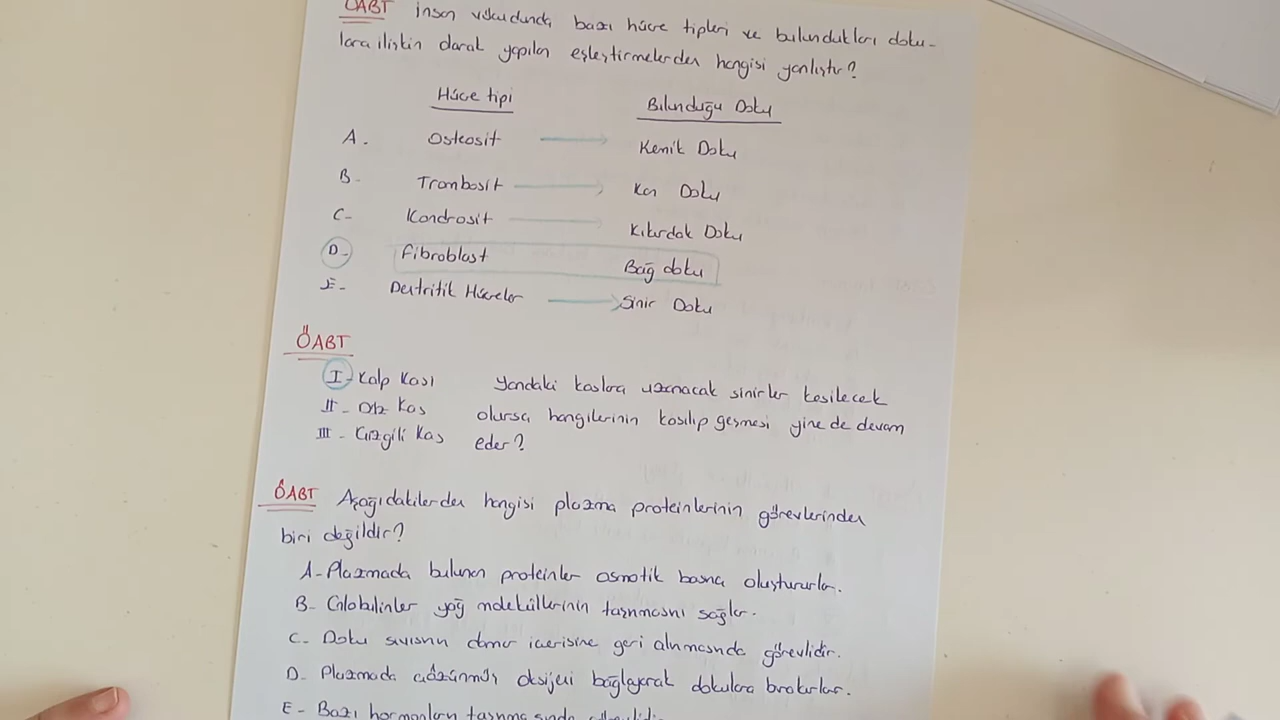 ÖABT İnsan vücudunda bazı hücre tipleri ve bulundukları doku-
lara ilişkin olarak yapılan eşleştirmelerden hangisi yanlıştır?
Hücre tipi Bulunduğu Doku
A. Osteosit → Kemik Doku
B- Trombosit → Kan Doku
C- Kondrosit → Kıkırdak Doku
D- Fibroblast Bağ doku
E- Dentritik Hücreler → Sinir Doku
ÖABT
I- Kalp Kası Yandaki kaslara uzanacak sinirler kesilecek
II- Düz Kas olursa hangilerinin kasılıp gevşemesi yine de devam
III- Çizgili Kas eder?
ÖABT Aşağıdakilerden hangisi plazma proteinlerinin görevlerinden
biri değildir?
A- Plazmada bulunan proteinler osmotik basınç oluştururlar.
B- Globulinler yağ moleküllerinin taşınmasını sağlar.
C- Doku sıvısının damar içerisine geri alınmasında görevlidir.
D. Plazmada çözünmüş oksijeni bağlayarak dokulara bırakırlar.
E- Bazı hormonların taşınmasında görevlidir